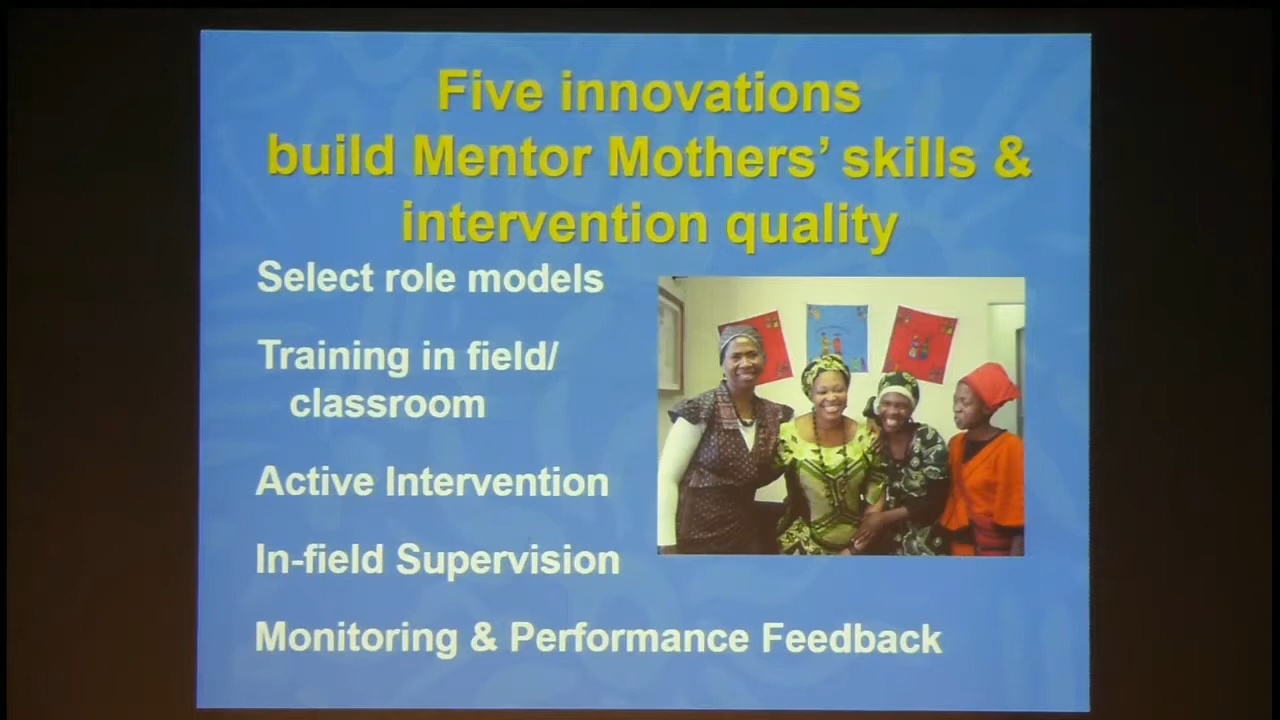 Five innovations
build Mentor Mothers’ skills &
intervention quality
Select role models
Training in field/
classroom
Active Intervention
In-field Supervision
Monitoring & Performance Feedback